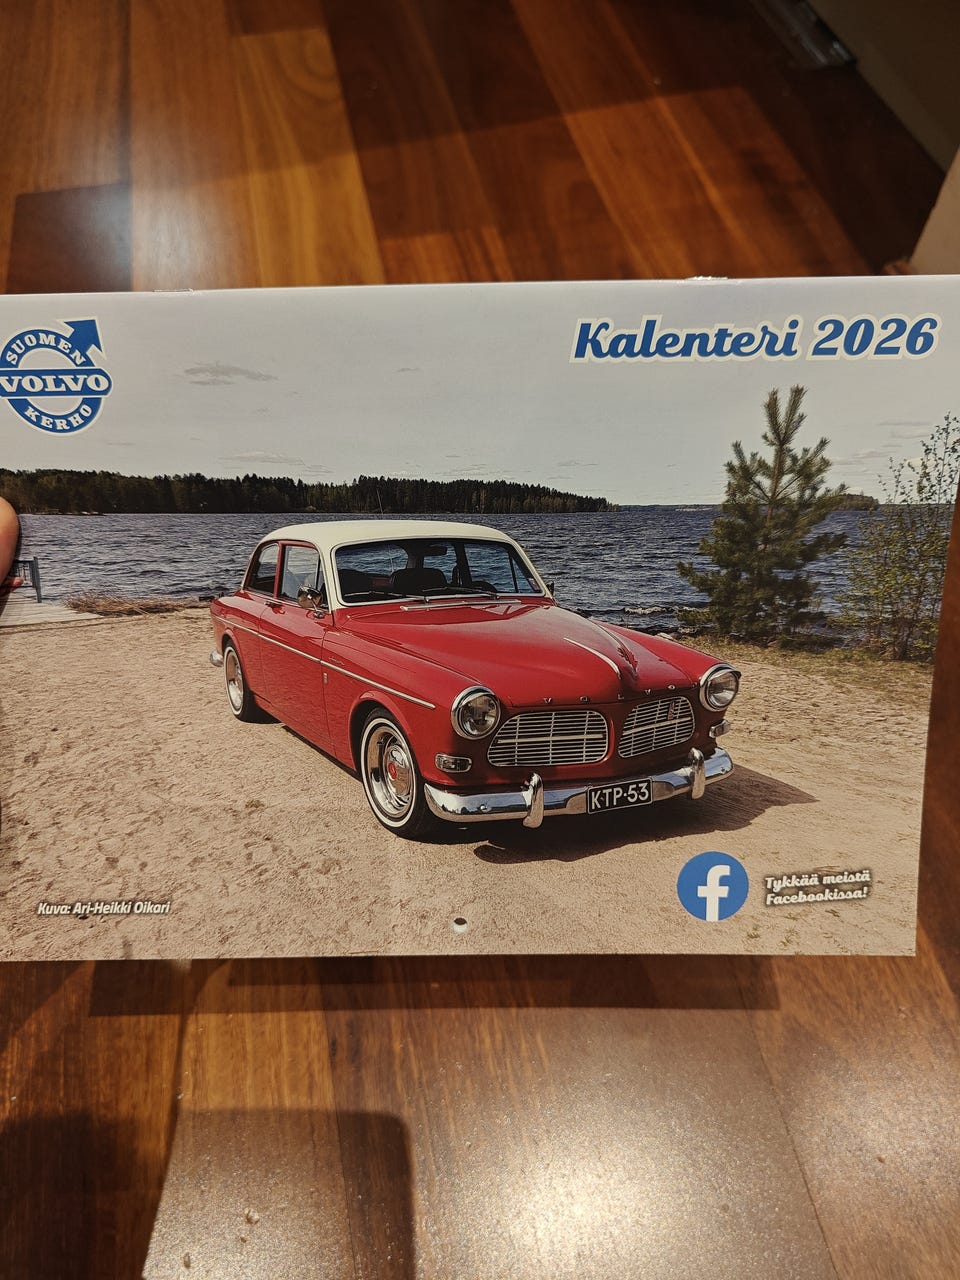 SUOMEN
VOLVO
KERHO
Kalenteri 2026
VOLVO
KTP-53
Tykkää meistä
Facebookissa!
Kuva: Ari-Heikki Oikari